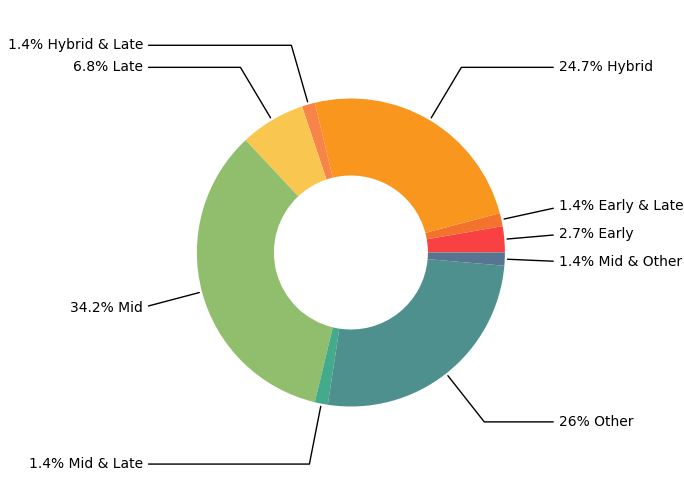 1.4% Hybrid & Late
6.8% Late
24.7% Hybrid
1.4% Early & Late
2.7% Early
1.4% Mid & Other
34.2% Mid
26% Other
1.4% Mid & Late